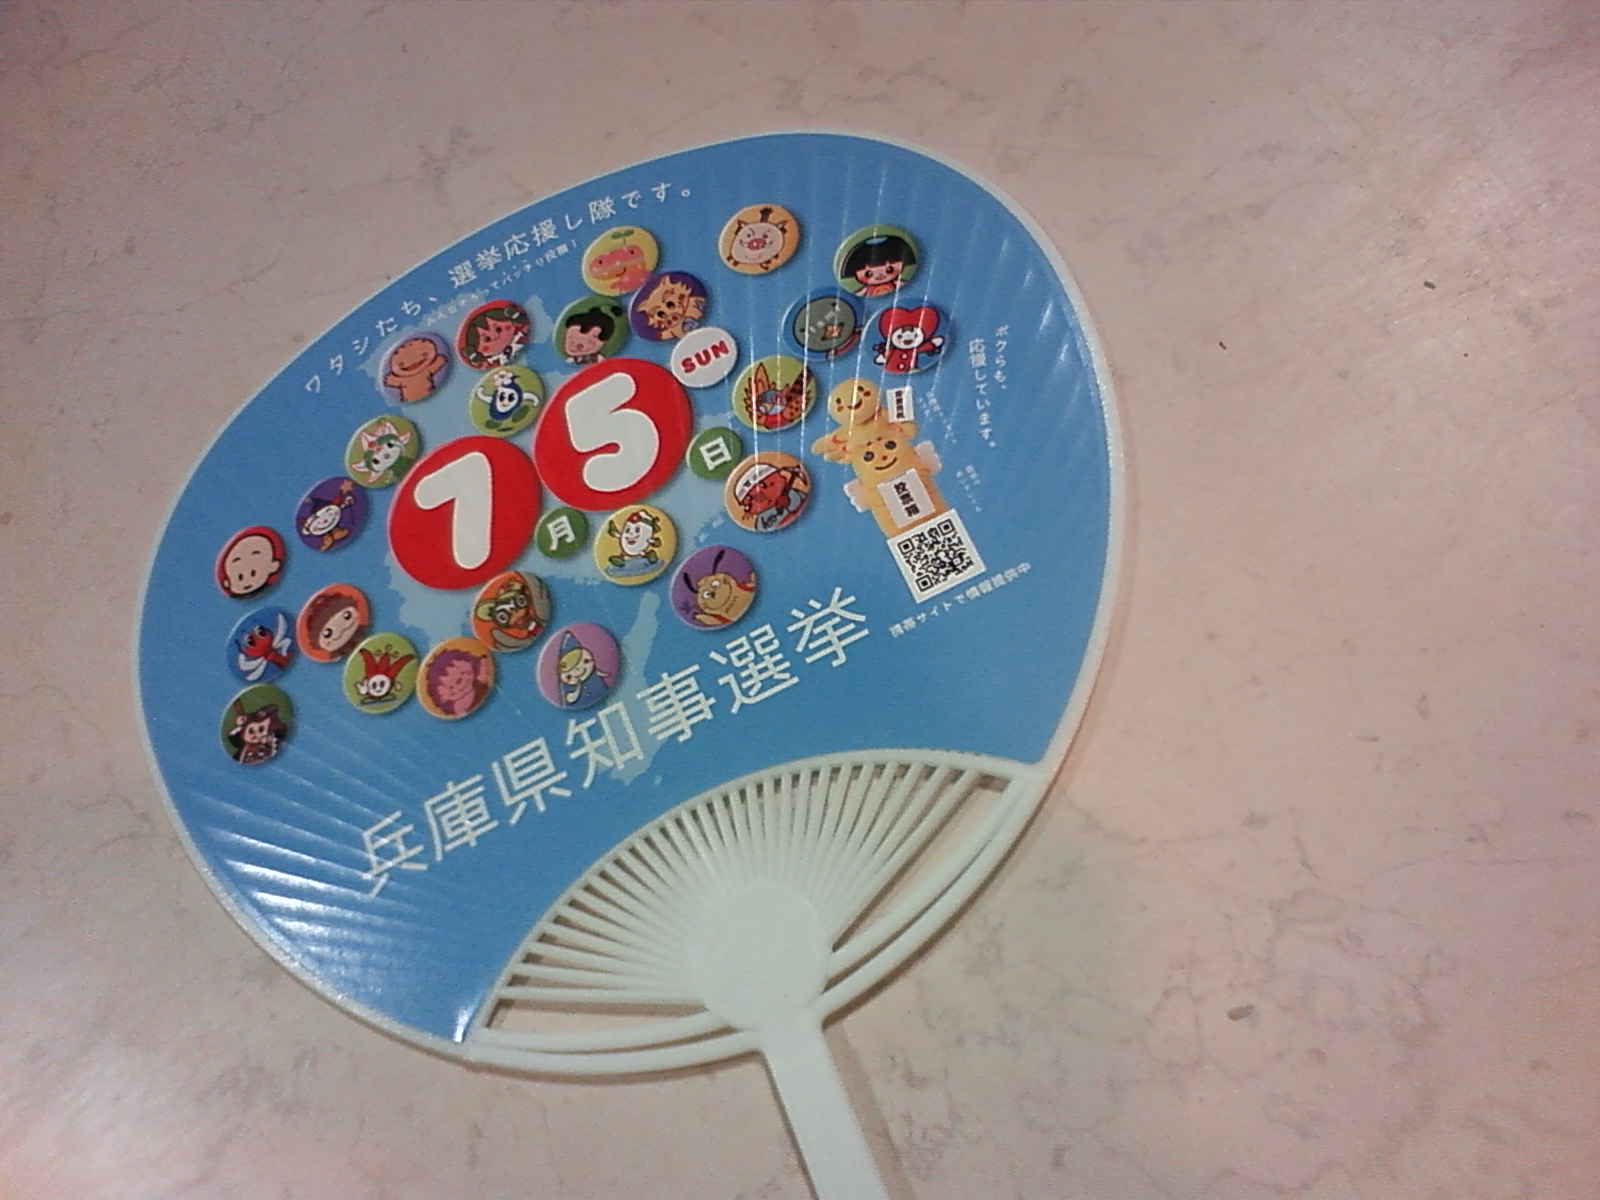 ワタシたち、選挙応援し隊です。
SUN
7月5日
ボクらも、
応援しています。
投票箱
携帯サイトで情報提供中
兵庫県知事選挙